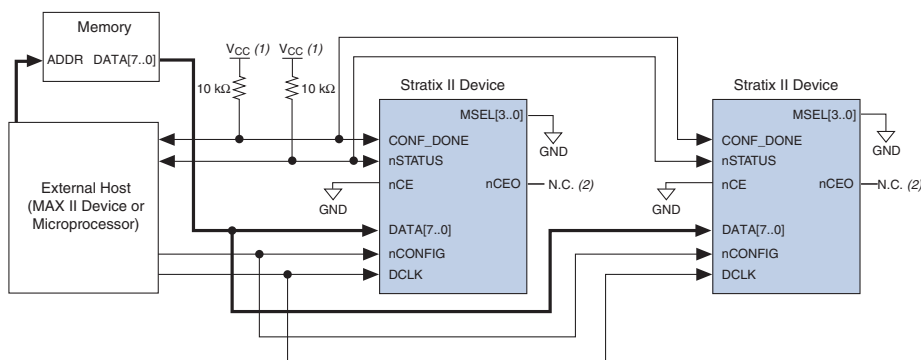 Memory
ADDR DATA[7..0]
VCC (1) VCC (1)
10 kΩ 10 kΩ
External Host
(MAX II Device or
Microprocessor)
Stratix II Device
MSEL[3..0]
GND
CONF_DONE
nSTATUS
nCE
nCEO
N.C. (2)
GND
DATA[7..0]
nCONFIG
DCLK
Stratix II Device
MSEL[3..0]
GND
CONF_DONE
nSTATUS
nCE
nCEO
N.C. (2)
GND
DATA[7..0]
nCONFIG
DCLK